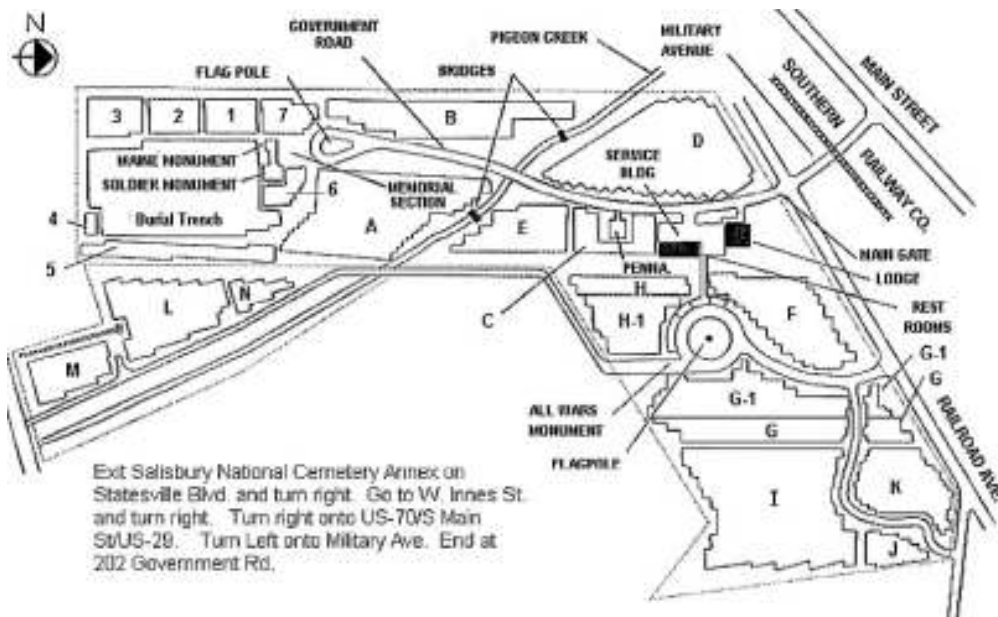 N
GOVERNMENT
ROAD
PIGEON CREEK
MILITARY
AVENUE
FLAG POLE
BRIDGES
SOUTHERN
MAIN STREET
3
2
1
7
B
D
RAILWAY CO.
MAINE MONUMENT
SOLDIER MONUMENT
SERVICE
BLDG
6
MEMORIAL
SECTION
4
Burial Trench
A
E
5
PENNA.
MAIN GATE
LODGE
L
N
C
H
H-1
F
REST
ROOMS
M
G-1
G
ALL WARS
MONUMENT
G-1
G
FLAGPOLE
RAILROAD AVE.
I
K
J
Exit Salisbury National Cemetery Annex on
Statesville Blvd. and turn right. Go to W. Innes St.
and turn right. Turn right onto US-70/S Main
St/US-29. Turn Left onto Military Ave. End at
202 Government Rd.